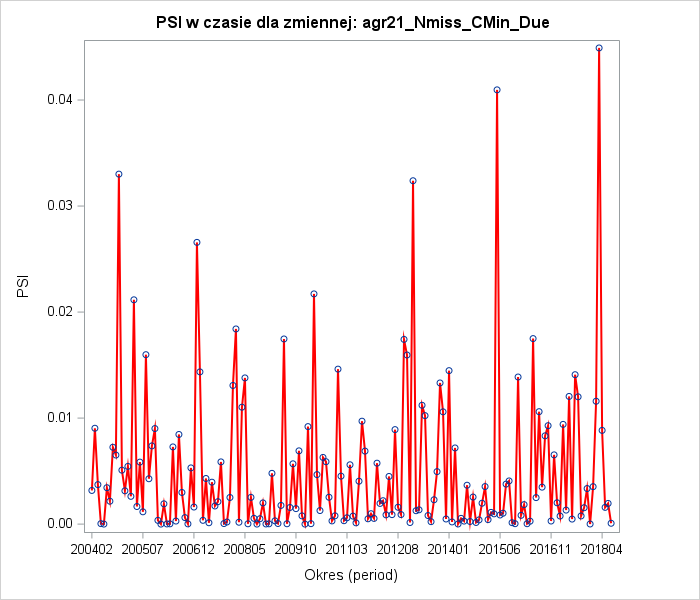 PSI w czasie dla zmiennej: agr21_Nmiss_CMin_Due
0.04
0.03
0.02
0.01
0.00
PSI
200402 200507 200612 200805 200910 201103 201208 201401 201506 201611 201804
Okres (period)